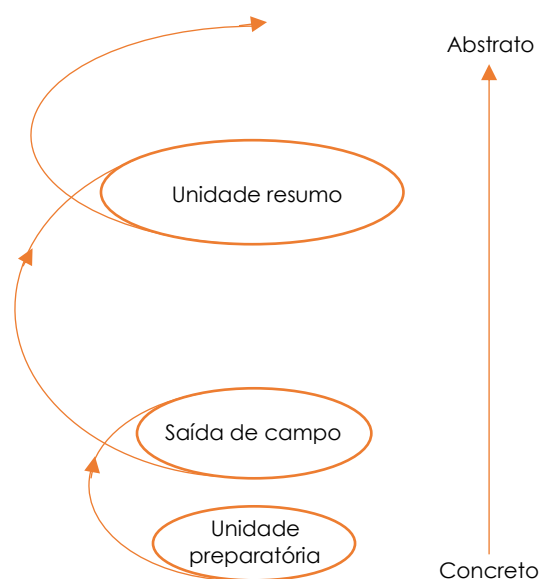 Abstrato
Unidade resumo
Saída de campo
Unidade
preparatória
Concreto